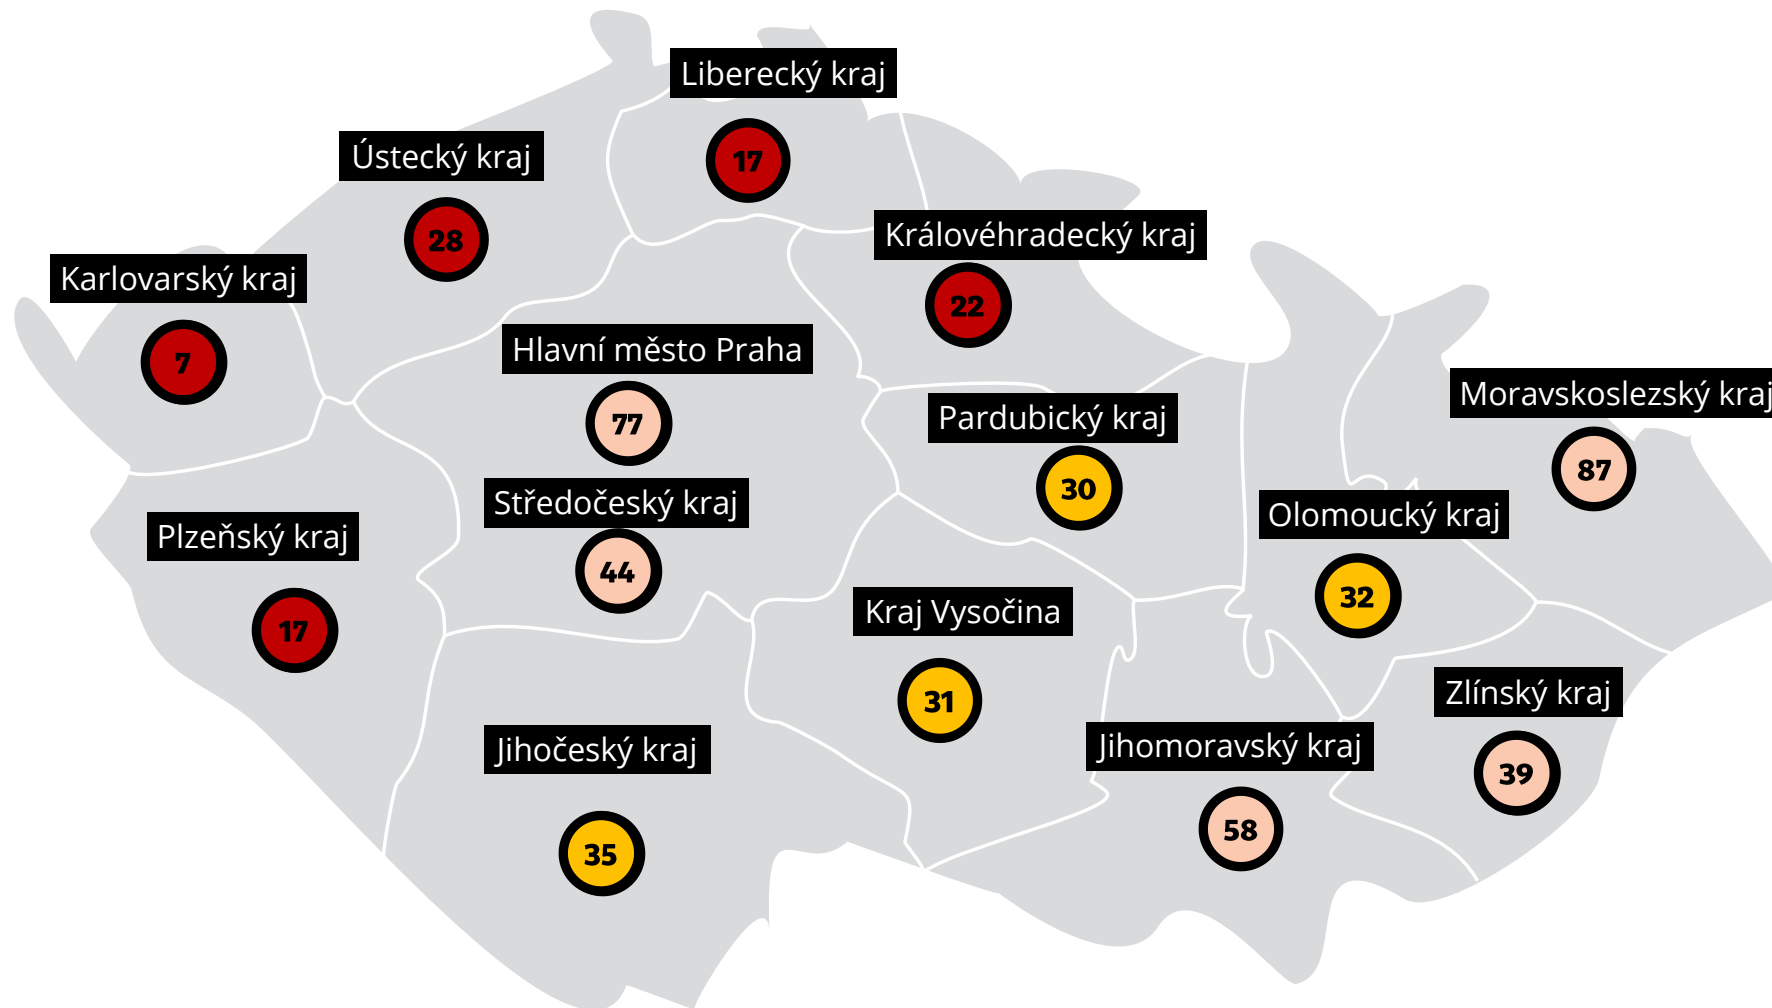 Liberecký kraj
17
Ústecký kraj
28
Královéhradecký kraj
22
Karlovarský kraj
7
Hlavní město Praha
77
Moravskoslezský kraj
87
Pardubický kraj
30
Středočeský kraj
44
Olomoucký kraj
32
Plzeňský kraj
17
Kraj Vysočina
31
Zlínský kraj
39
Jihomoravský kraj
58
Jihočeský kraj
35